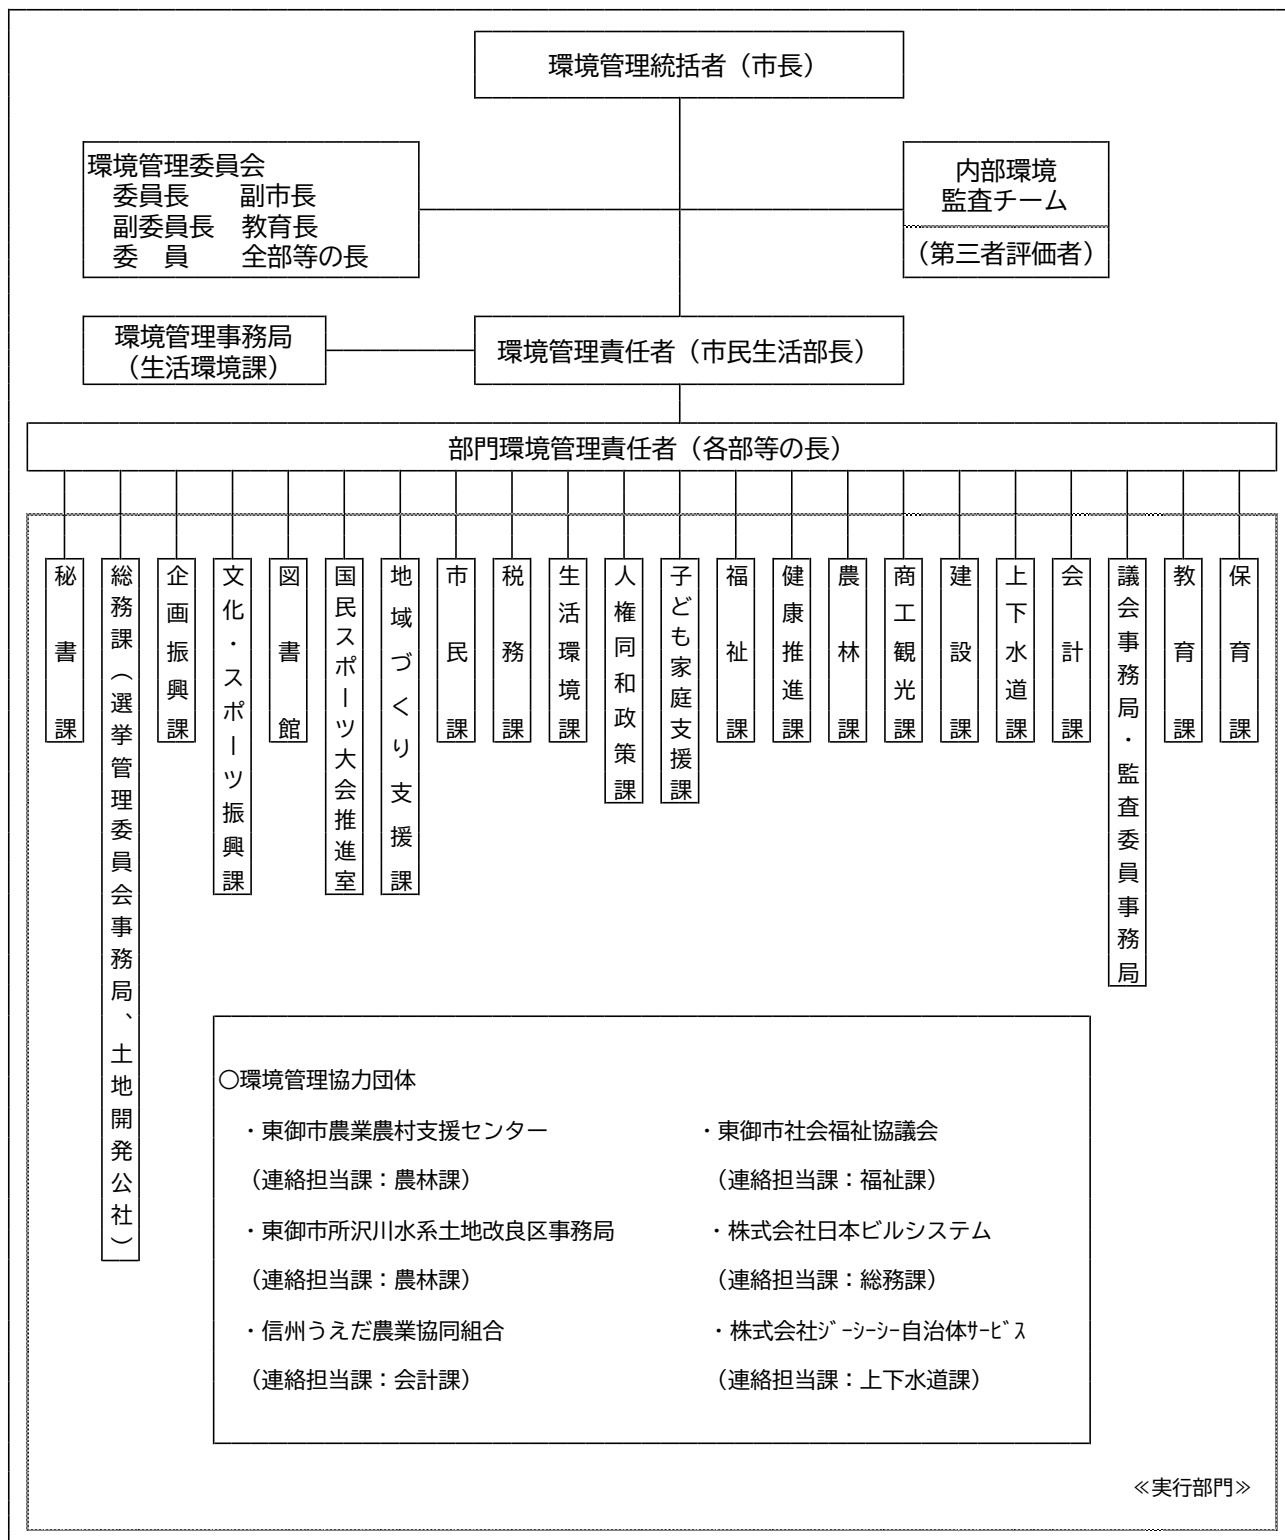 環境管理統括者（市長）
環境管理委員会
委員長　　副市長
副委員長　教育長
委　員　　全部等の長
内部環境
監査チーム
（第三者評価者）
環境管理事務局
（生活環境課）
環境管理責任者（市民生活部長）
部門環境管理責任者（各部等の長）
秘書課
総務課（選挙管理委員会事務局、土地開発公社）
企画振興課
文化・スポーツ振興課
図書館
国民スポーツ大会推進室
地域づくり支援課
市民課
税務課
生活環境課
人権同和政策課
子ども家庭支援課
福祉課
健康推進課
農林課
商工観光課
建設課
上下水道課
会計課
議会事務局・監査委員事務局
教育課
保育課
〇環境管理協力団体
・東御市農業農村支援センター
（連絡担当課：農林課）
・東御市社会福祉協議会
（連絡担当課：福祉課）
・東御市所沢川水系土地改良区事務局
（連絡担当課：農林課）
・株式会社日本ビルシステム
（連絡担当課：総務課）
・信州うえだ農業協同組合
（連絡担当課：会計課）
・株式会社ｼﾞｰｼｰｼｰ自治体ｻｰﾋﾞｽ
（連絡担当課：上下水道課）
≪実行部門≫